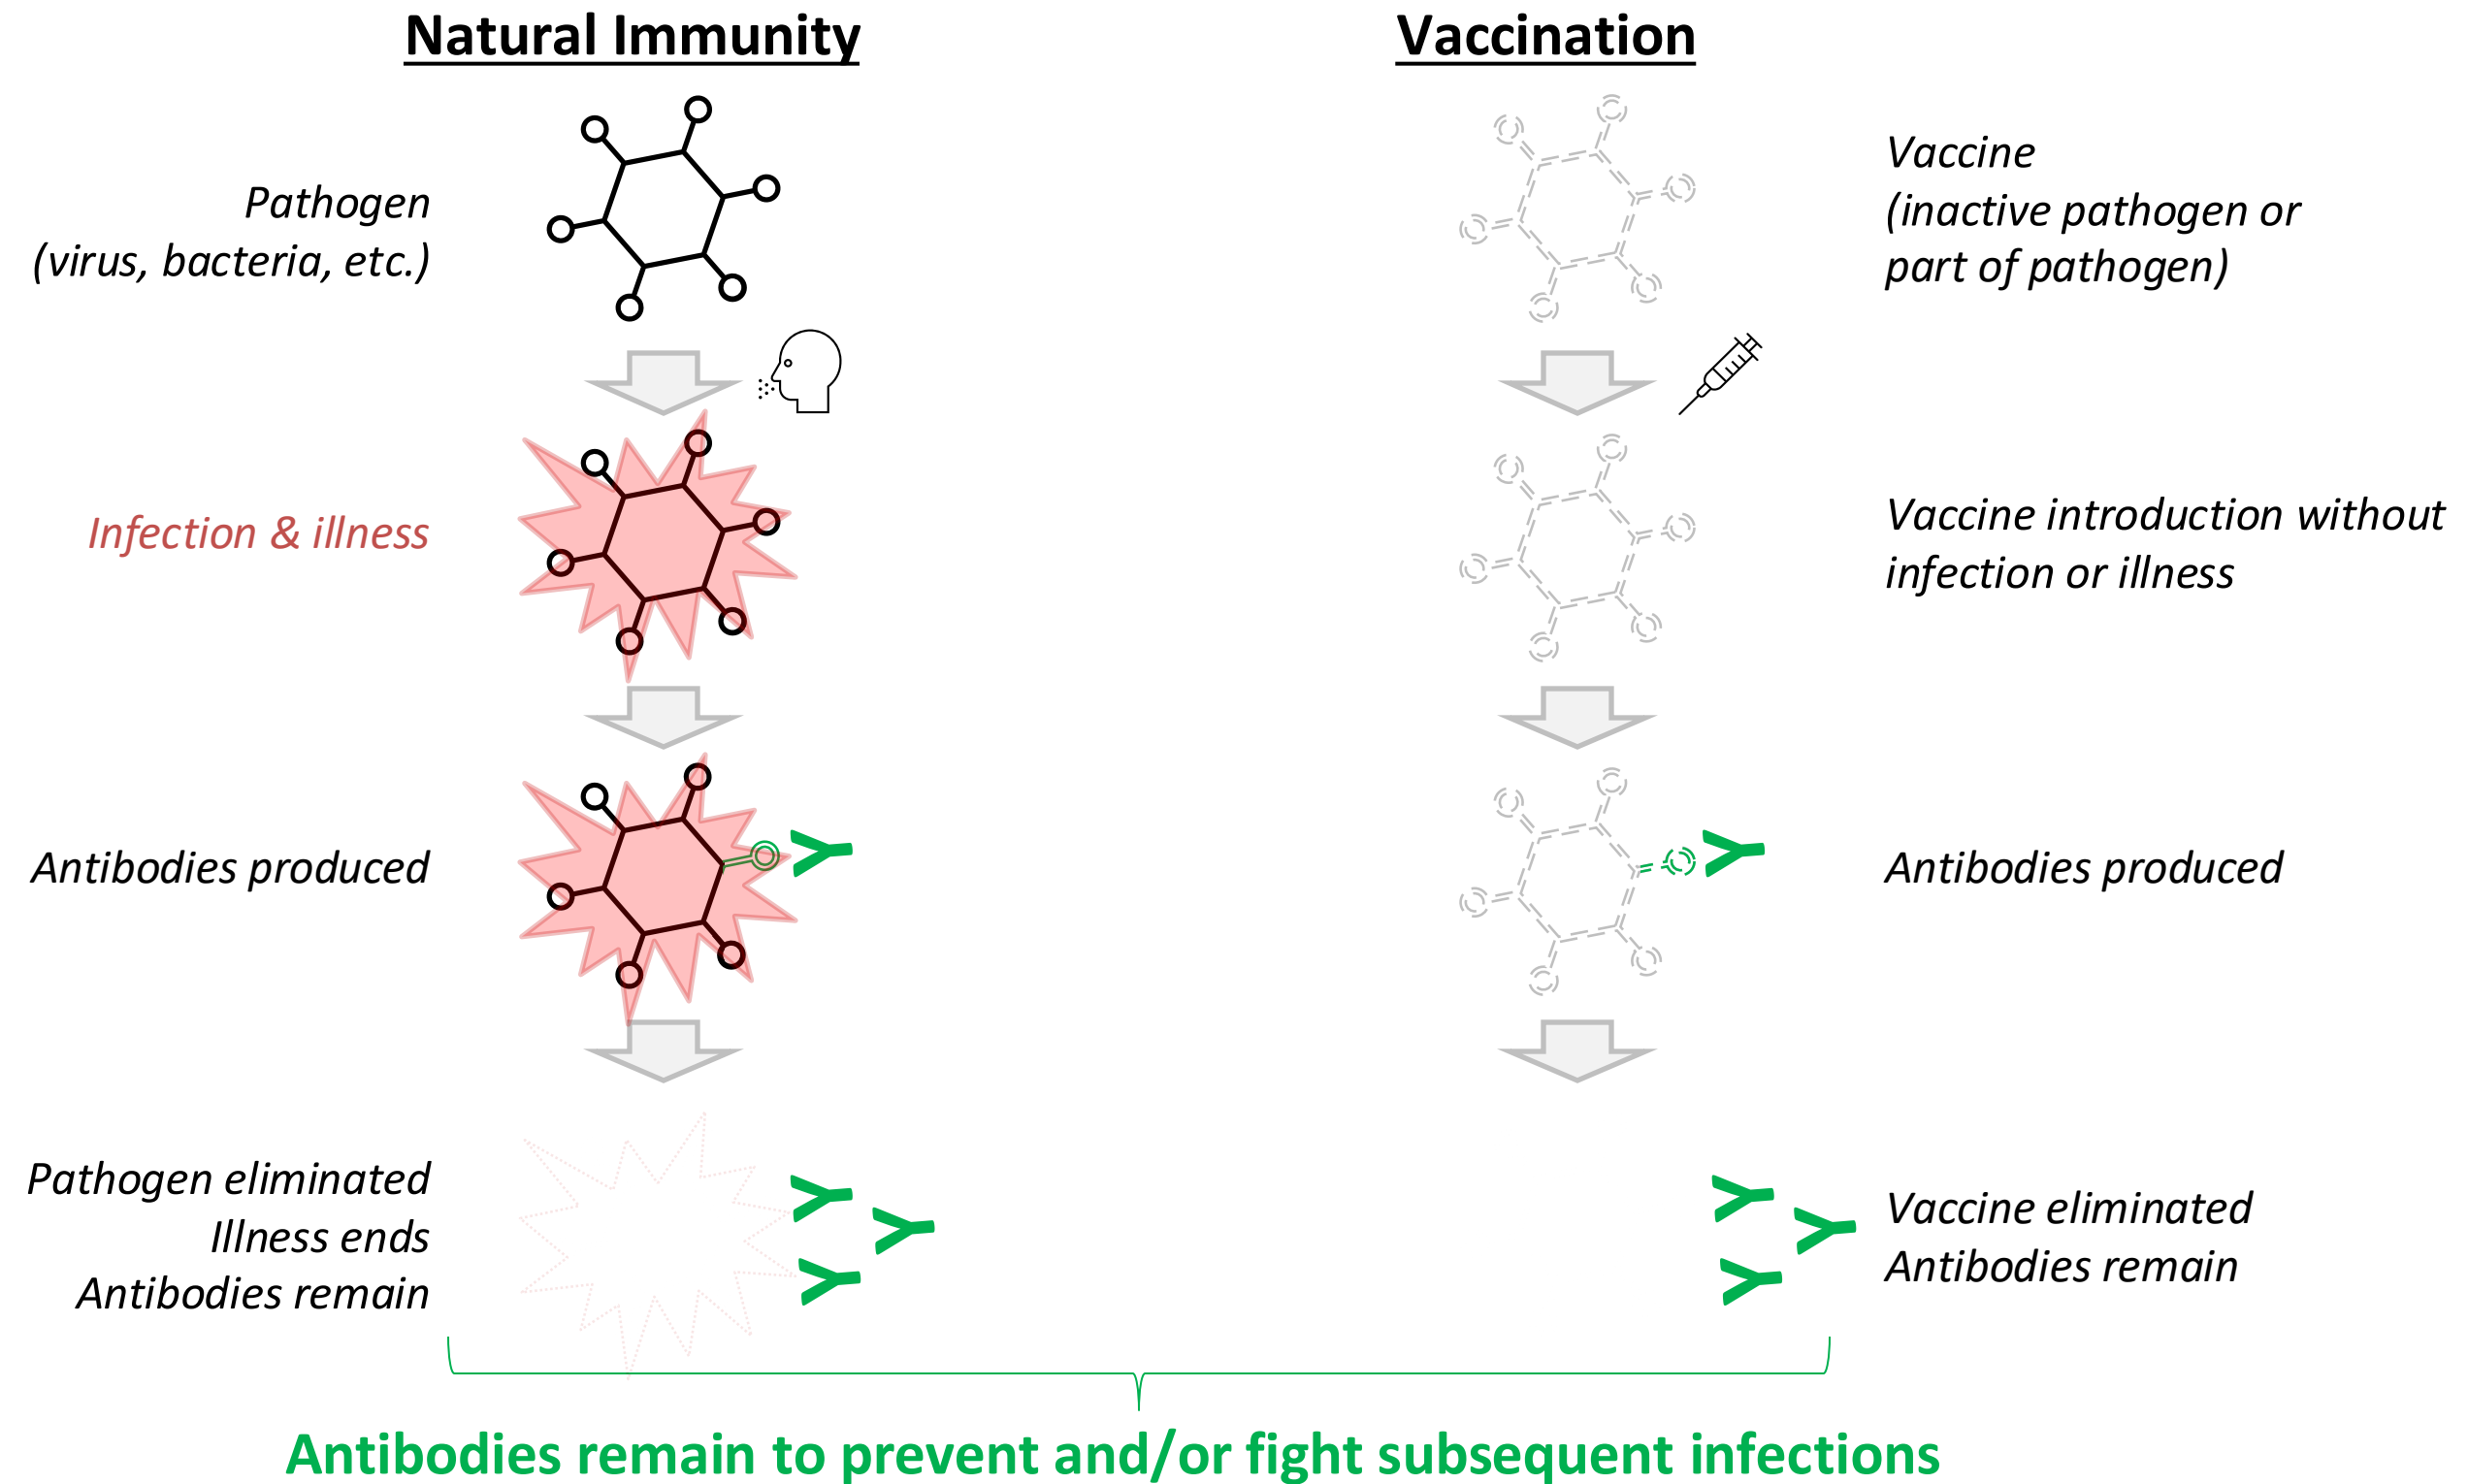 Natural Immunity
Vaccination
Pathogen
(virus, bacteria, etc.)
Vaccine
(inactive pathogen or
part of pathogen)
Infection & illness
Vaccine introduction without
infection or illness
Antibodies produced
Antibodies produced
Pathogen eliminated
Illness ends
Antibodies remain
Vaccine eliminated
Antibodies remain
Antibodies remain to prevent and/or fight subsequent infections